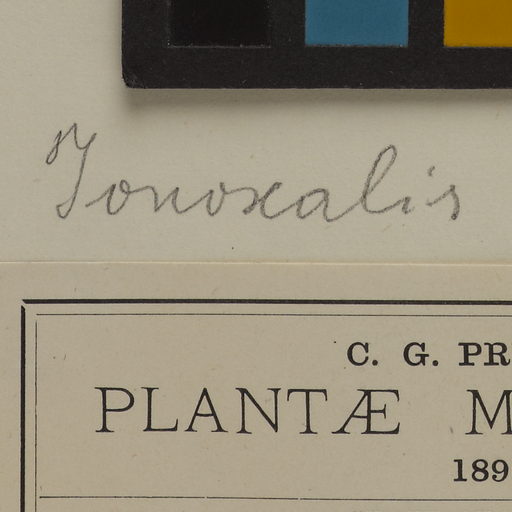 Ionoxalis
C. G. PR
PLANTÆ M
189